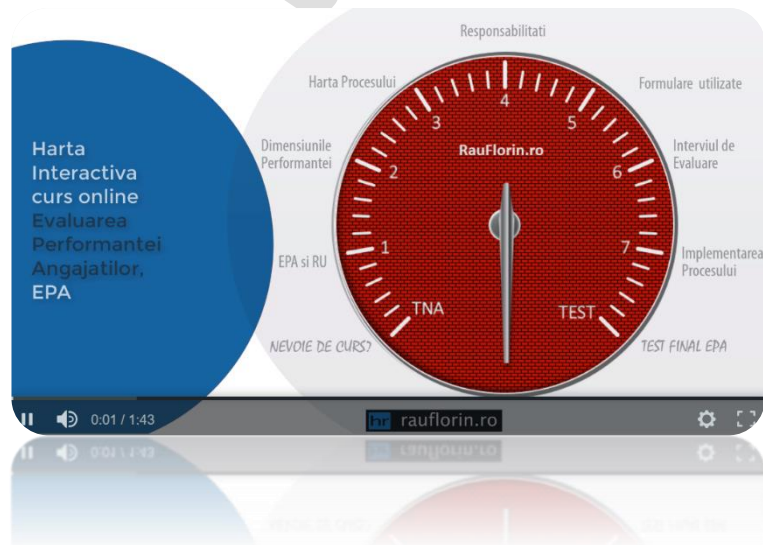 Harta
Interactiva
curs online
Evaluarea
Performantei
Angajatilor,
EPA
Responsabilitati
Harta Procesului
Formulare utilizate
Dimensiunile
Performantei
Interviul de
Evaluare
EPA si RU
Implementarea
Procesului
NEVOIE DE CURS?
TEST FINAL EPA
RauFlorin.ro
TNA
1
2
3
4
5
6
7
TEST
0:01 / 1:43
hr rauflorin.ro